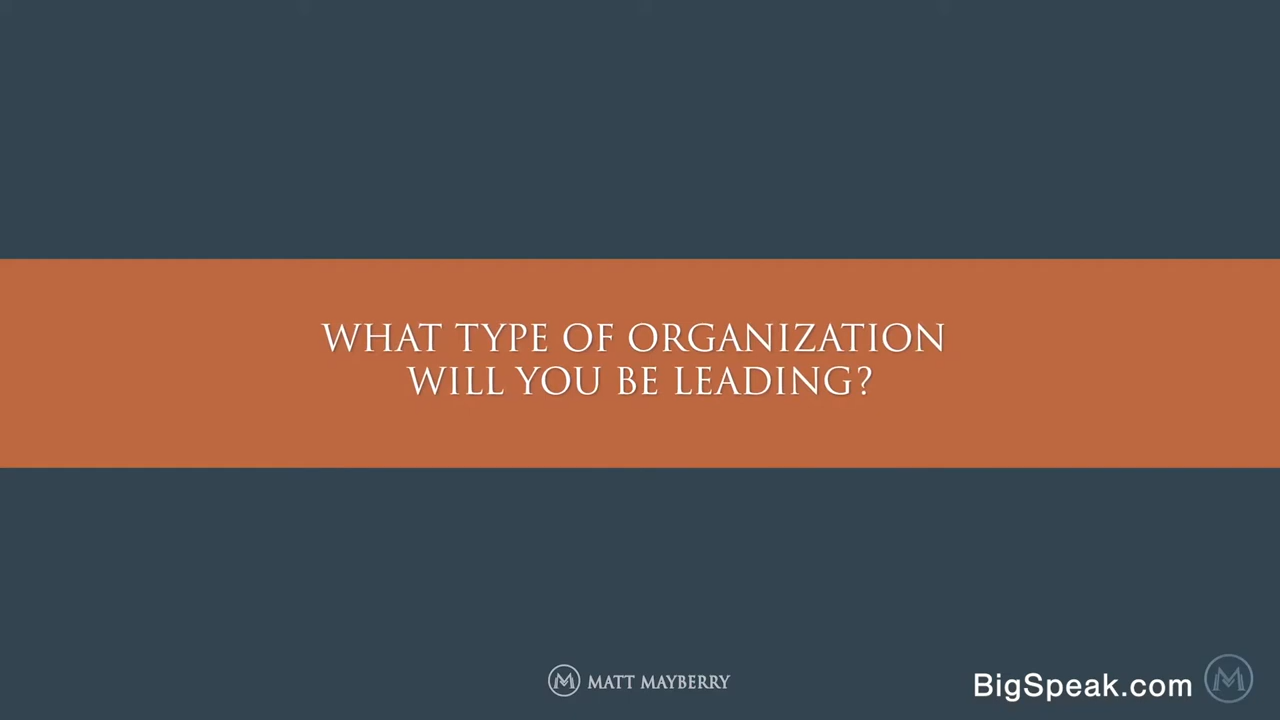 WHAT TYPE OF ORGANIZATION
WILL YOU BE LEADING?
M MATT MAYBERRY
BigSpeak.com M